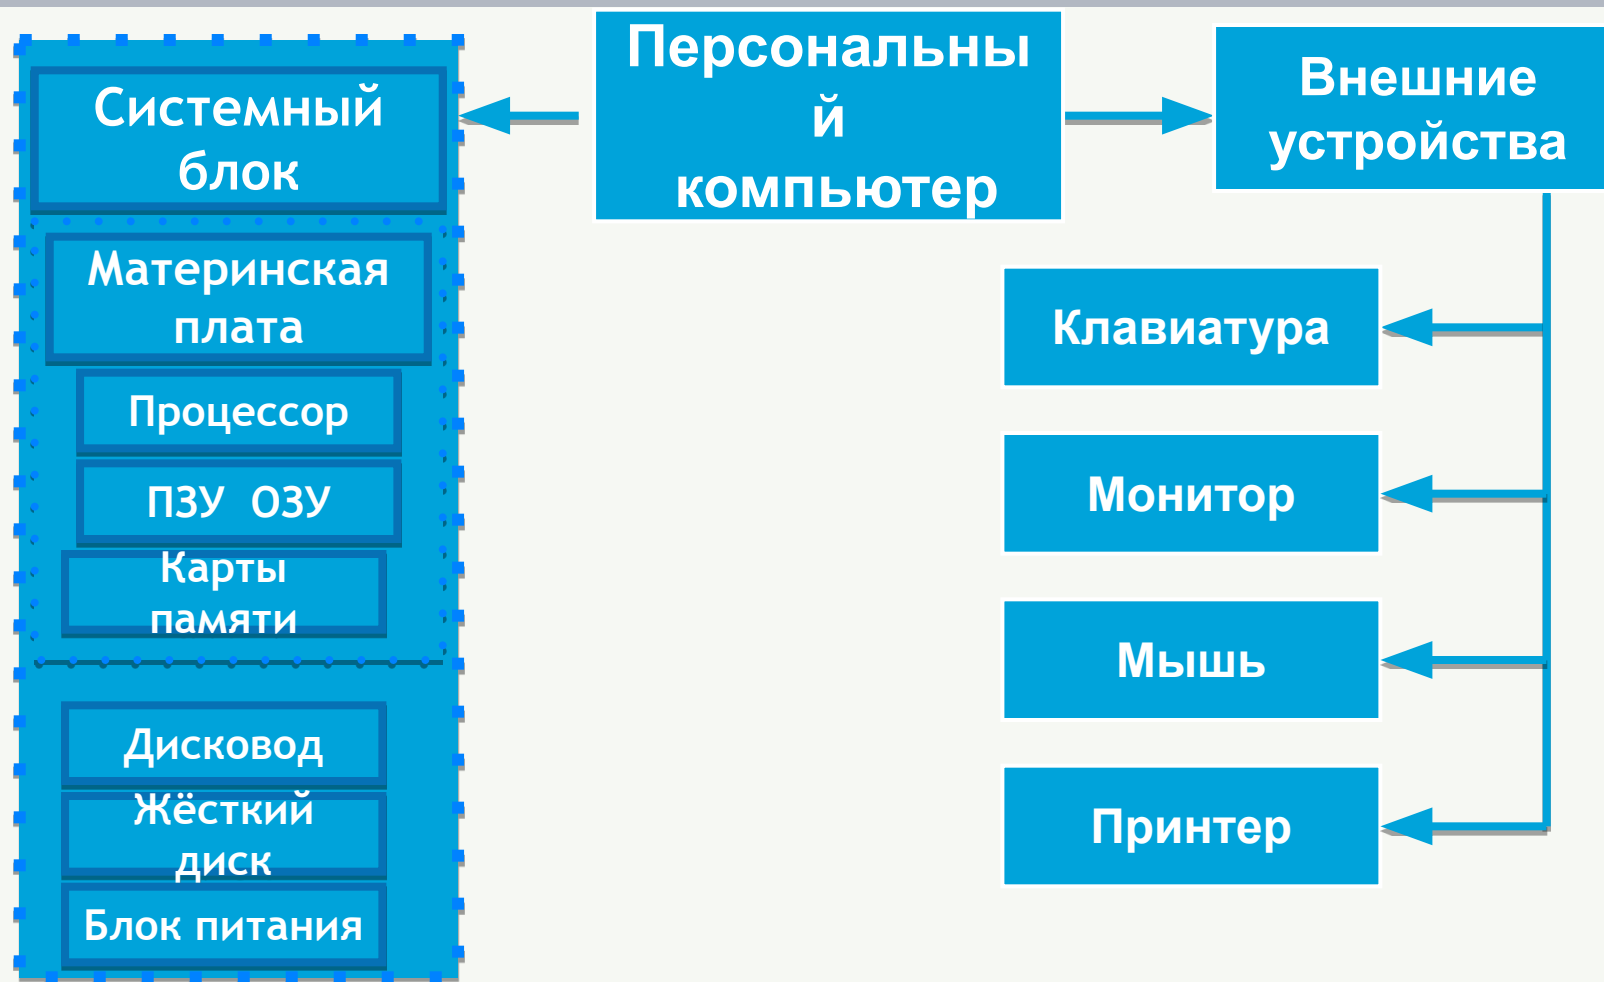 Персональны
й
компьютер
Системный
блок
Материнская
плата
Процессор
ПЗУ ОЗУ
Карты
памяти
Дисковод
Жёсткий
диск
Блок питания
Внешние
устройства
Клавиатура
Монитор
Мышь
Принтер